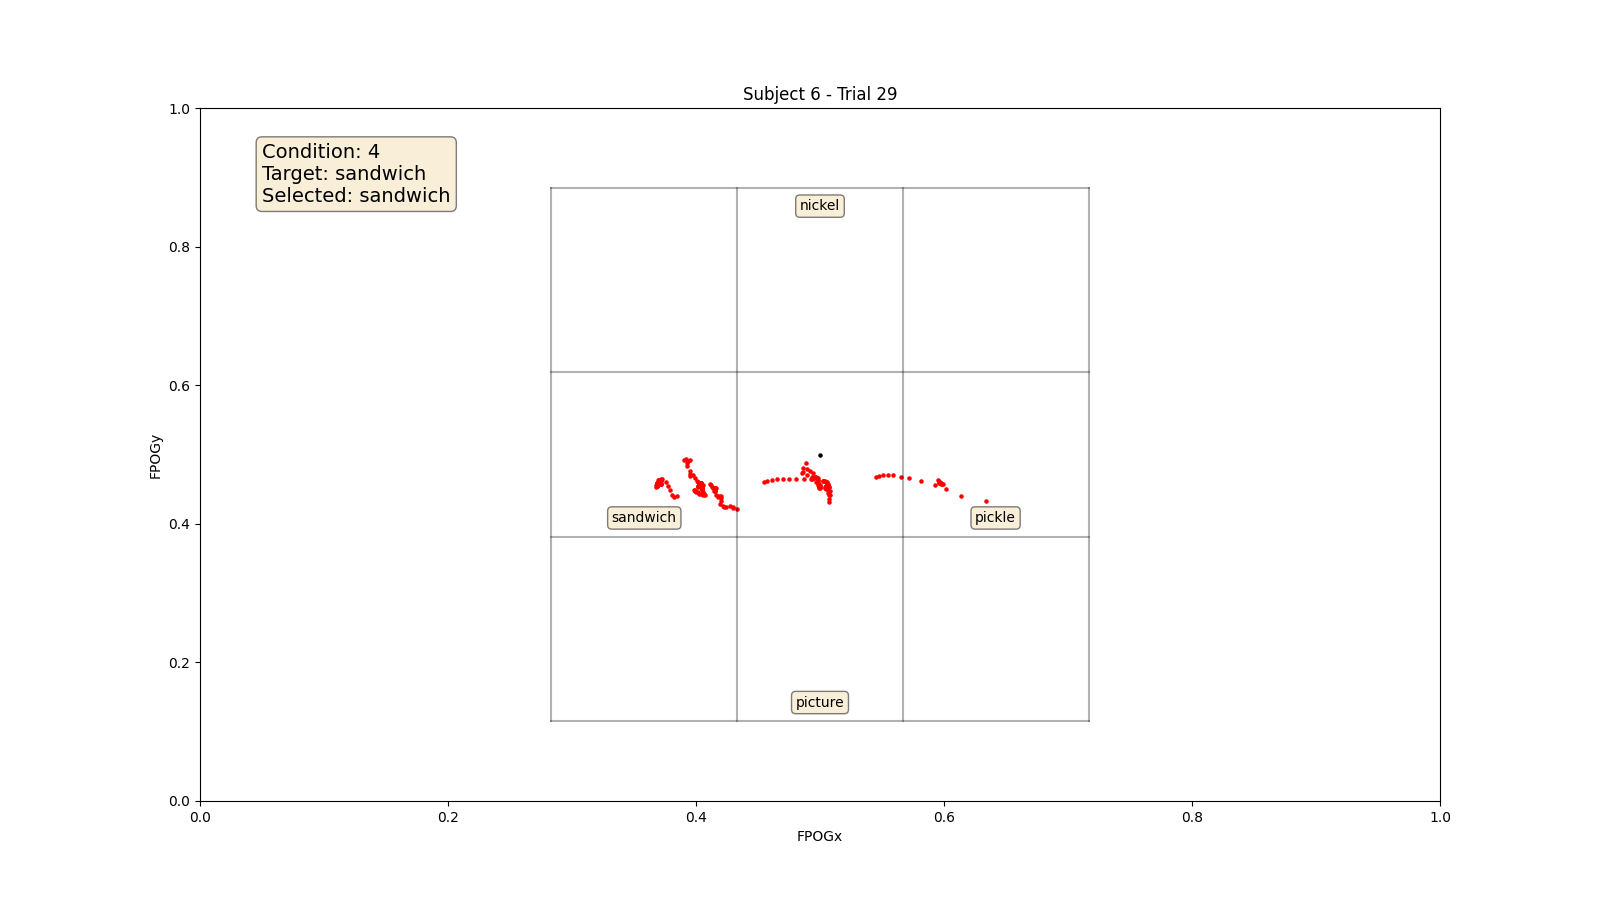 Subject 6 - Trial 29
1.0
Condition: 4
Target: sandwich
Selected: sandwich
nickel
0.8
0.6
FPOGy
sandwich
pickle
0.4
0.2
picture
0.0
0.0 0.2 0.4 0.6 0.8 1.0
FPOGx